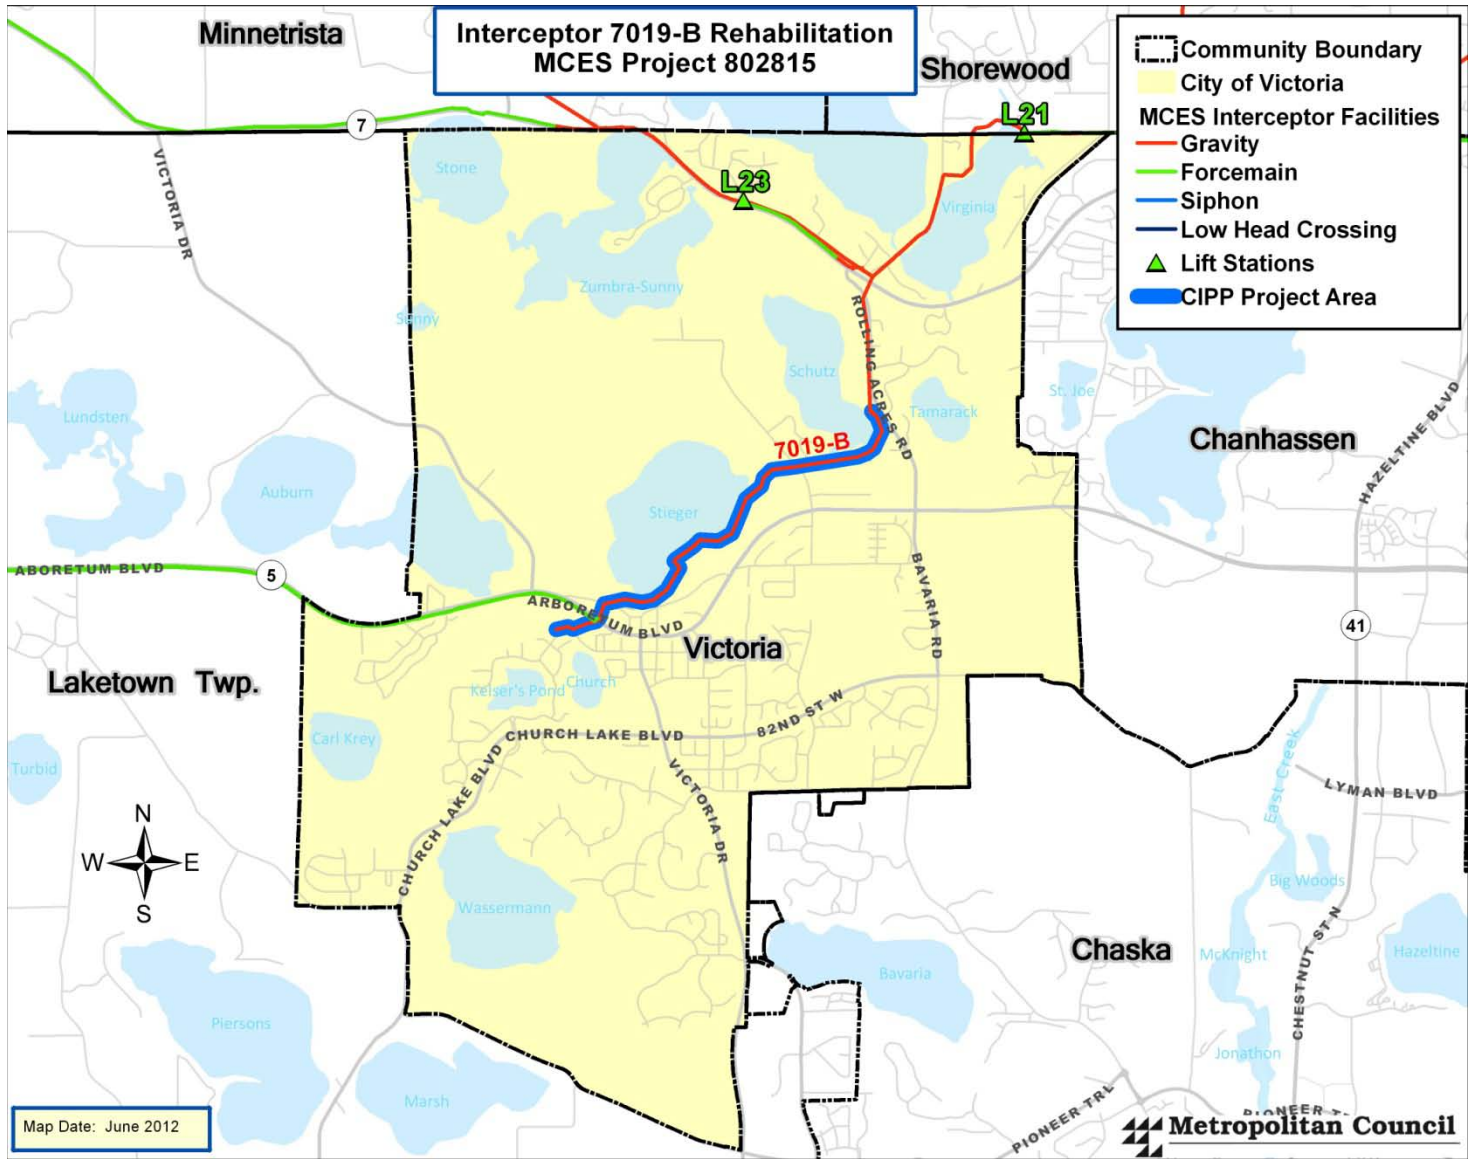 Minnetrista
Interceptor 7019-B Rehabilitation
MCES Project 802815
Shorewood
Community Boundary
City of Victoria
MCES Interceptor Facilities
Gravity
Forcemain
Siphon
Low Head Crossing
Lift Stations
CIPP Project Area
7
L21
VICTORIA DR
Stone
L23
Virginia
Zumbra-Sunny
Sunny
ROLLING ACRES RD
Schutz
St. Joe
Tamarack
Lundsten
7019-B
Chanhassen
HAZELTINE BLVD
Auburn
Stieger
ABORETUM BLVD
5
BAVARIA RD
ARBORETUM BLVD
41
Victoria
Laketown Twp.
Kelser's Pond
Church
Carl Krey
82ND ST W
CHURCH LAKE BLVD
Turbid
CHURCH LAKE BLVD
VICTORIA DR
East Creek
LYMAN BLVD
N
W
E
S
Big Woods
Wassermann
CHESTNUT ST N
Chaska
McKnight
Hazeltine
Bavaria
Piersons
Jonathon
Marsh
PIONEER TRL
PIONEER
Map Date: June 2012
Metropolitan Council